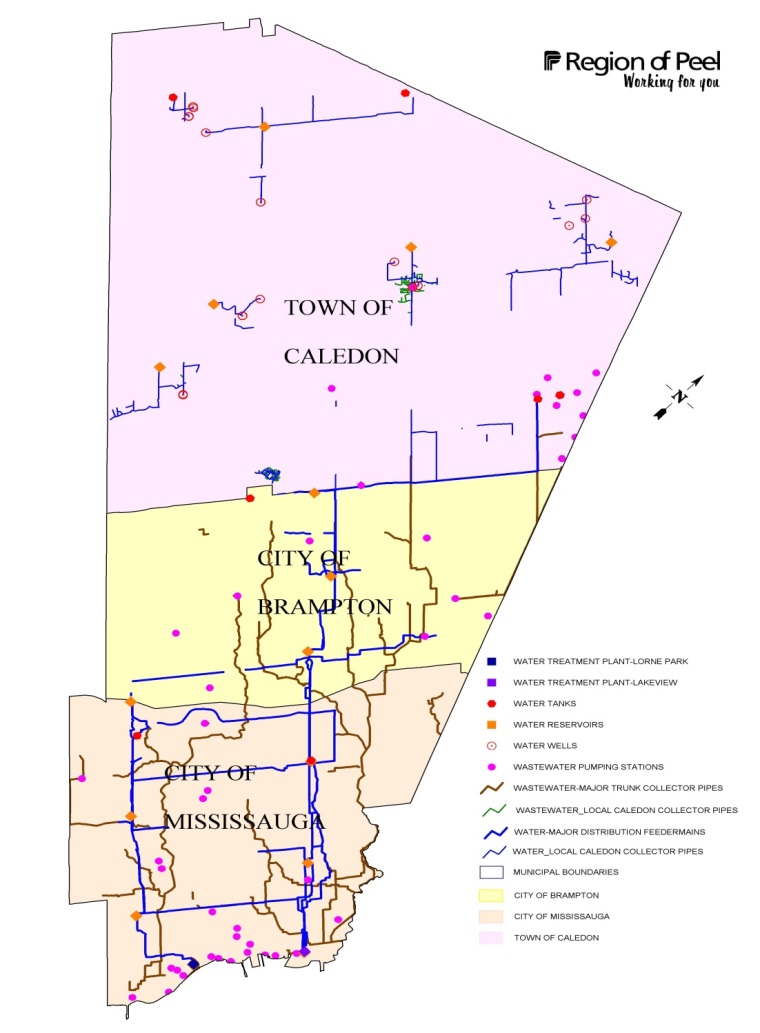 Region of Peel
Working for you
TOWN OF
CALEDON
N
CITY OF
BRAMPTON
CITY OF
MISSISSAUGA
WATER TREATMENT PLANT-LORNE PARK
WATER TREATMENT PLANT-LAKEVIEW
WATER TANKS
WATER RESERVOIRS
WATER WELLS
WASTEWATER PUMPING STATIONS
WASTEWATER-MAJOR TRUNK COLLECTOR PIPES
WASTEWATER_LOCAL CALEDON COLLECTOR PIPES
WATER-MAJOR DISTRIBUTION FEEDERMAINS
WATER_LOCAL CALEDON COLLECTOR PIPES
MUNICIPAL BOUNDARIES
CITY OF BRAMPTON
CITY OF MISSISSAUGA
TOWN OF CALEDON